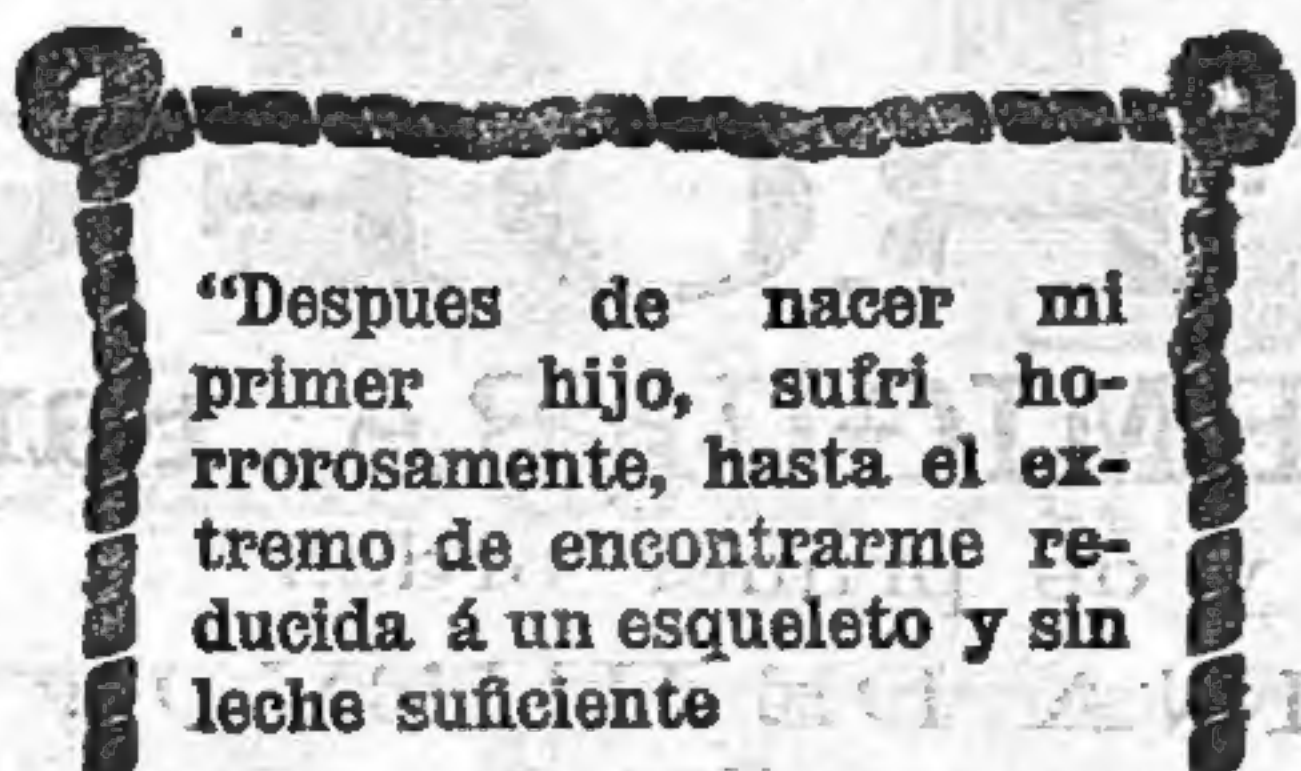 “Despues de nacer mi
primer hijo, sufri ho-
rrorosamente, hasta el ex-
tremo de encontrarme re-
ducida á un esqueleto y sin
leche suficiente